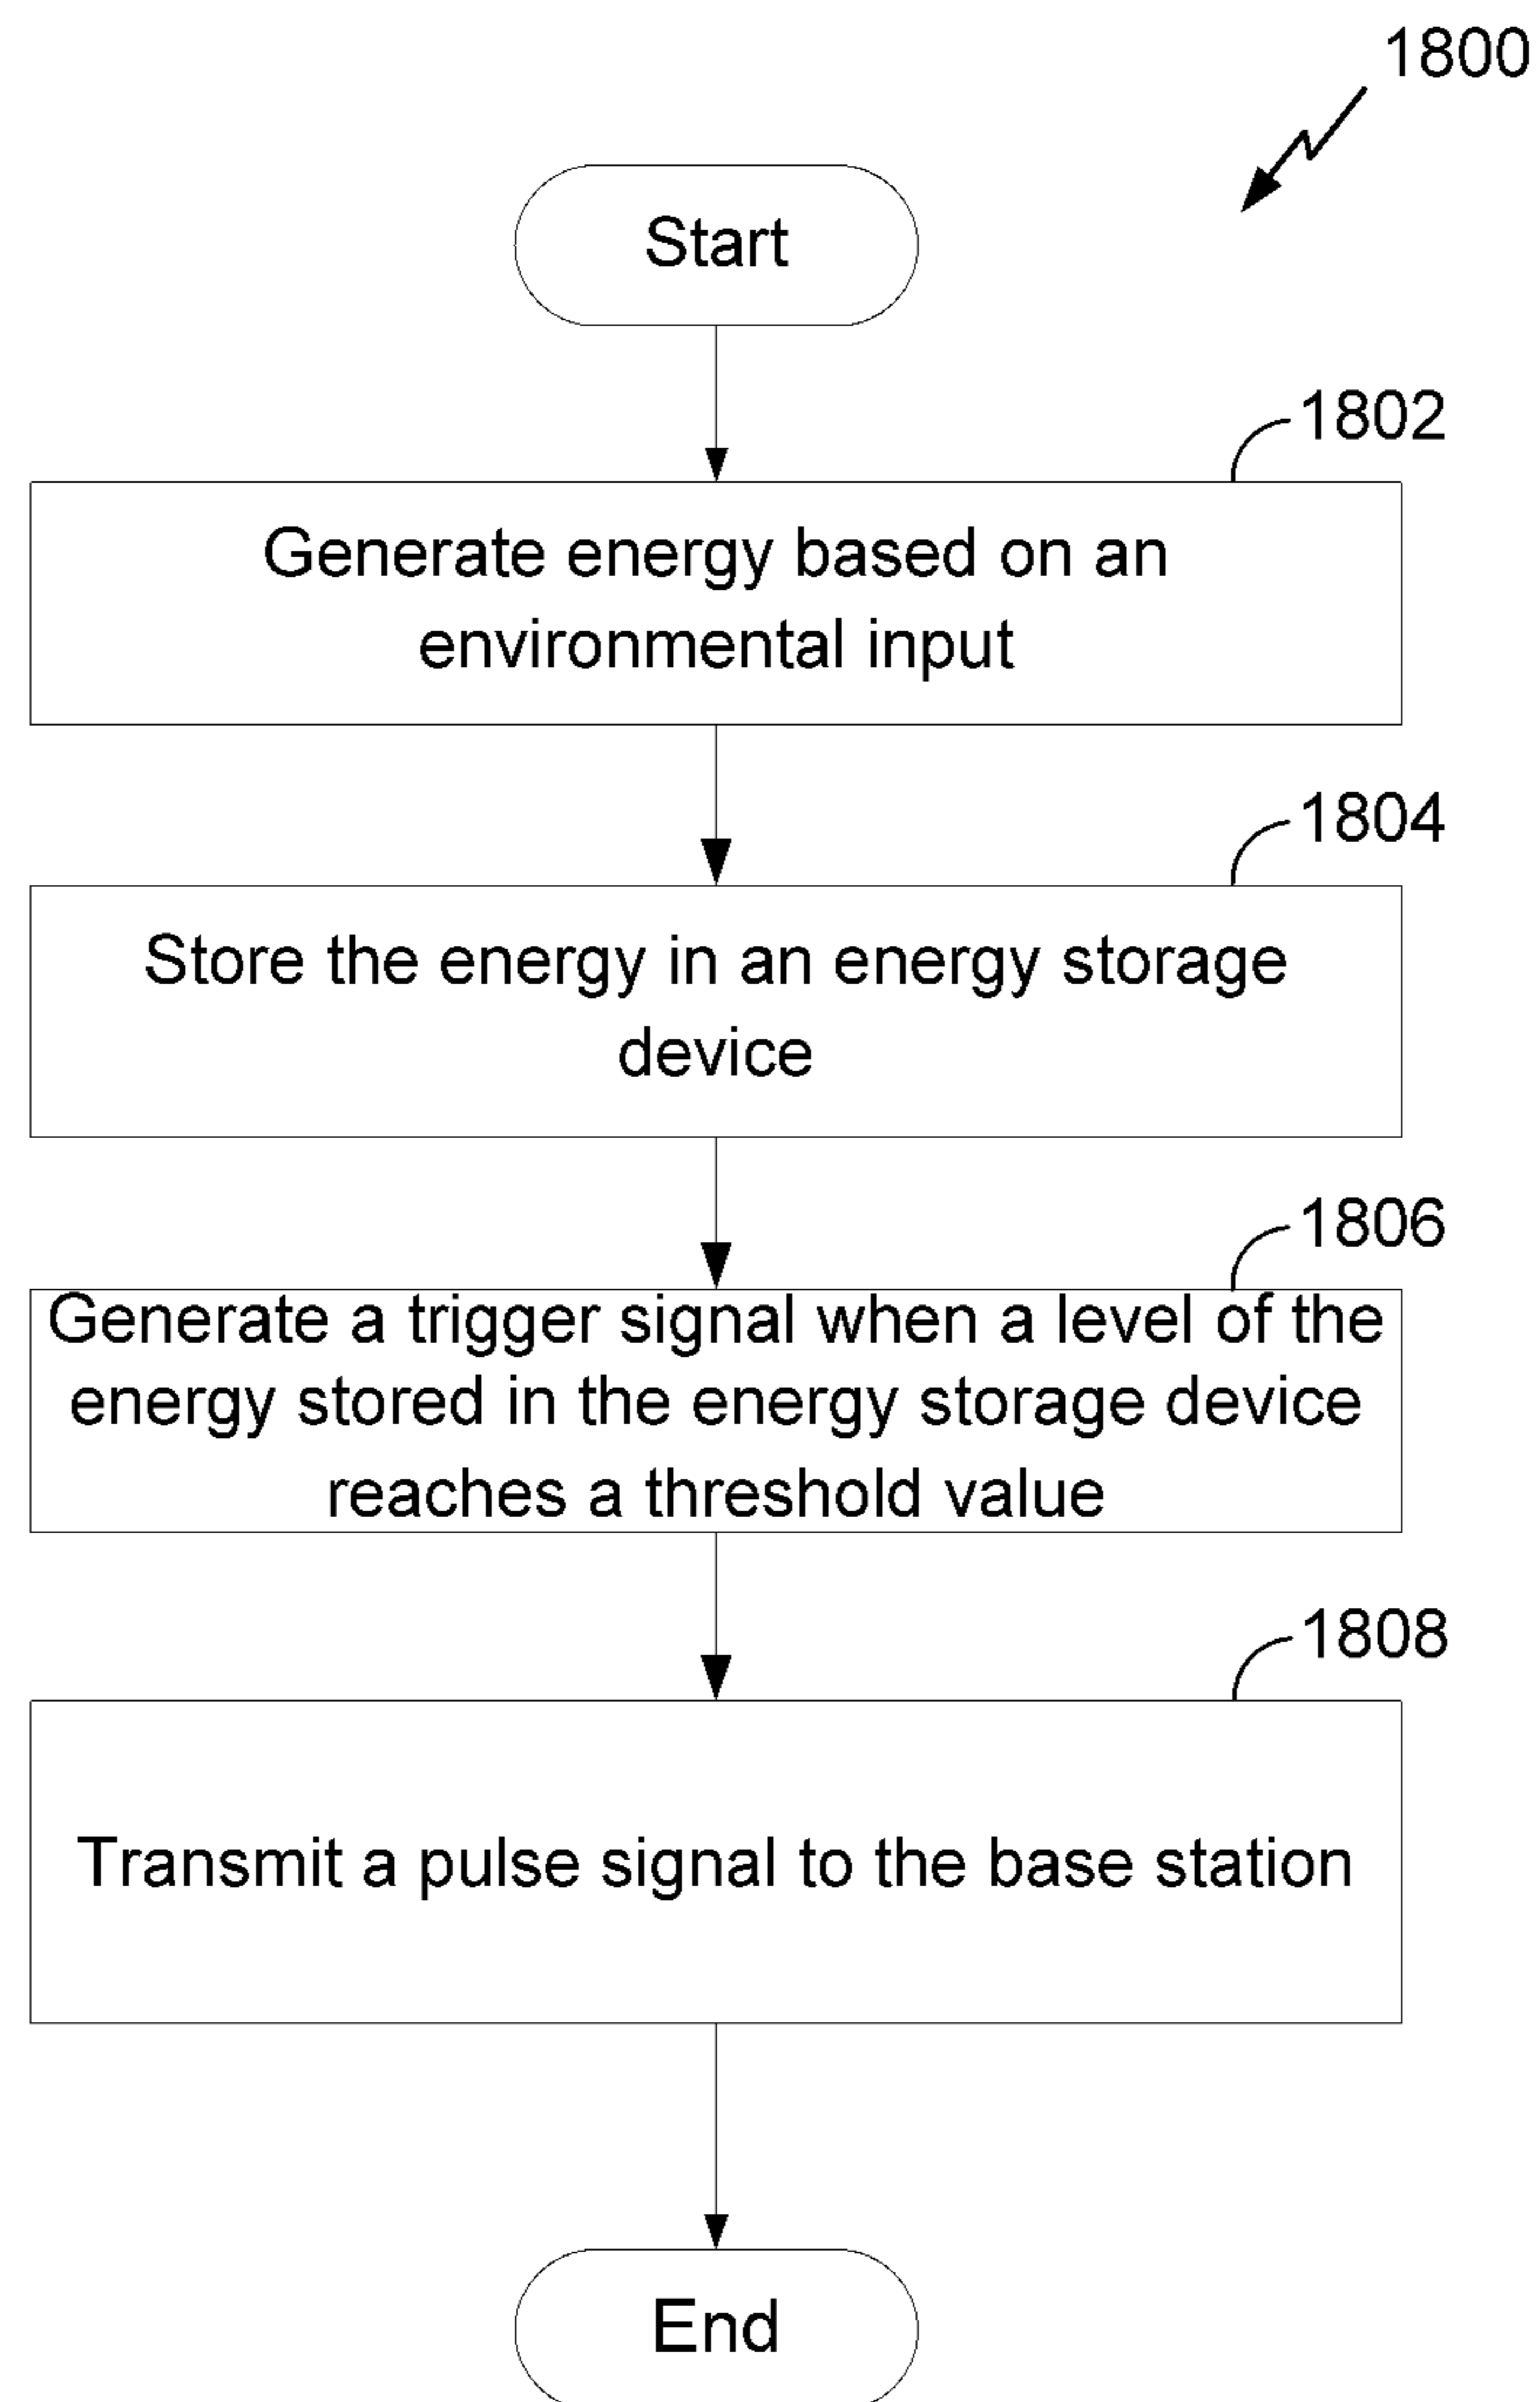 1800
Start
1802
Generate energy based on an
environmental input
1804
Store the energy in an energy storage
device
1806
Generate a trigger signal when a level of the
energy stored in the energy storage device
reaches a threshold value
1808
Transmit a pulse signal to the base station
End